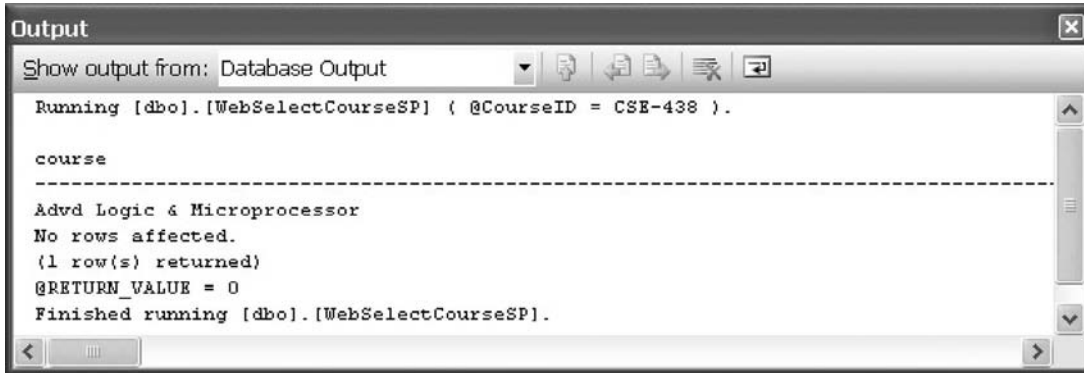 Output
Show output from: Database Output
Running [dbo].[WebSelectCourseSP] ( @CourseID = CSE-438 ).
course
--------------------------------------------------------------------------------
Advd Logic & Microprocessor
No rows affected.
(1 row(s) returned)
@RETURN_VALUE = 0
Finished running [dbo].[WebSelectCourseSP].